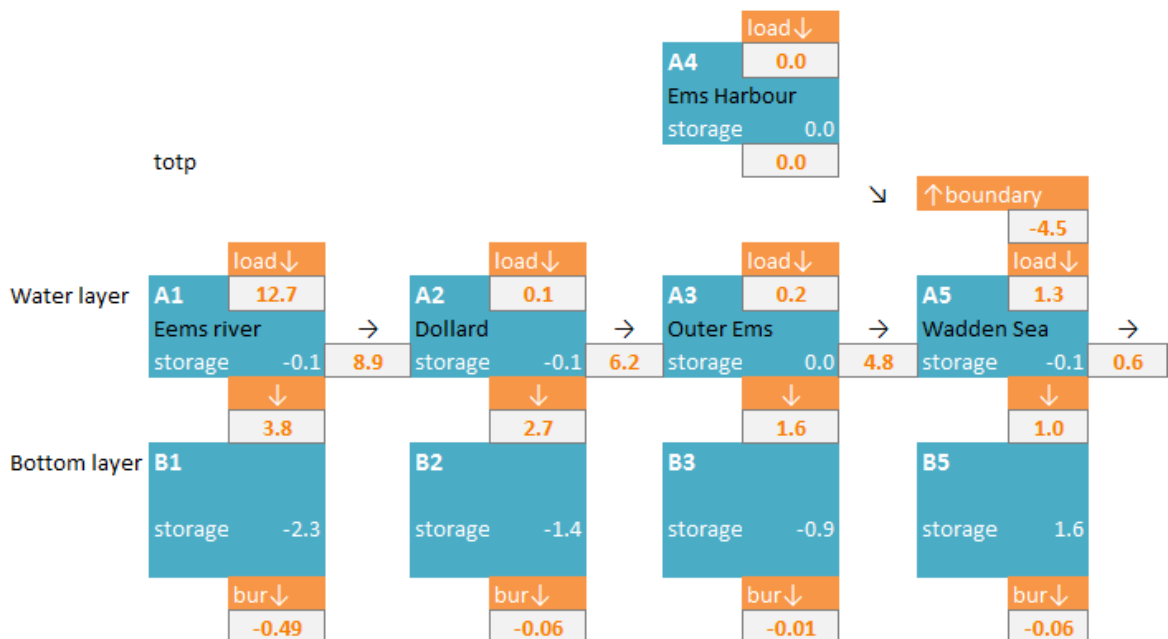 load↓
A4 0.0
Ems Harbour
storage 0.0
0.0
totp
↘ ↑boundary
-4.5
load↓ load↓ load↓ load↓
Water layer A1 12.7 A2 0.1 A3 0.2 A5 1.3
Eems river → Dollard → Outer Ems → Wadden Sea →
storage -0.1 8.9 storage -0.1 6.2 storage 0.0 4.8 storage -0.1 0.6
↓ ↓ ↓ ↓
3.8 2.7 1.6 1.0
Bottom layer B1 B2 B3 B5
storage -2.3 storage -1.4 storage -0.9 storage 1.6
bur↓ bur↓ bur↓ bur↓
-0.49 -0.06 -0.01 -0.06